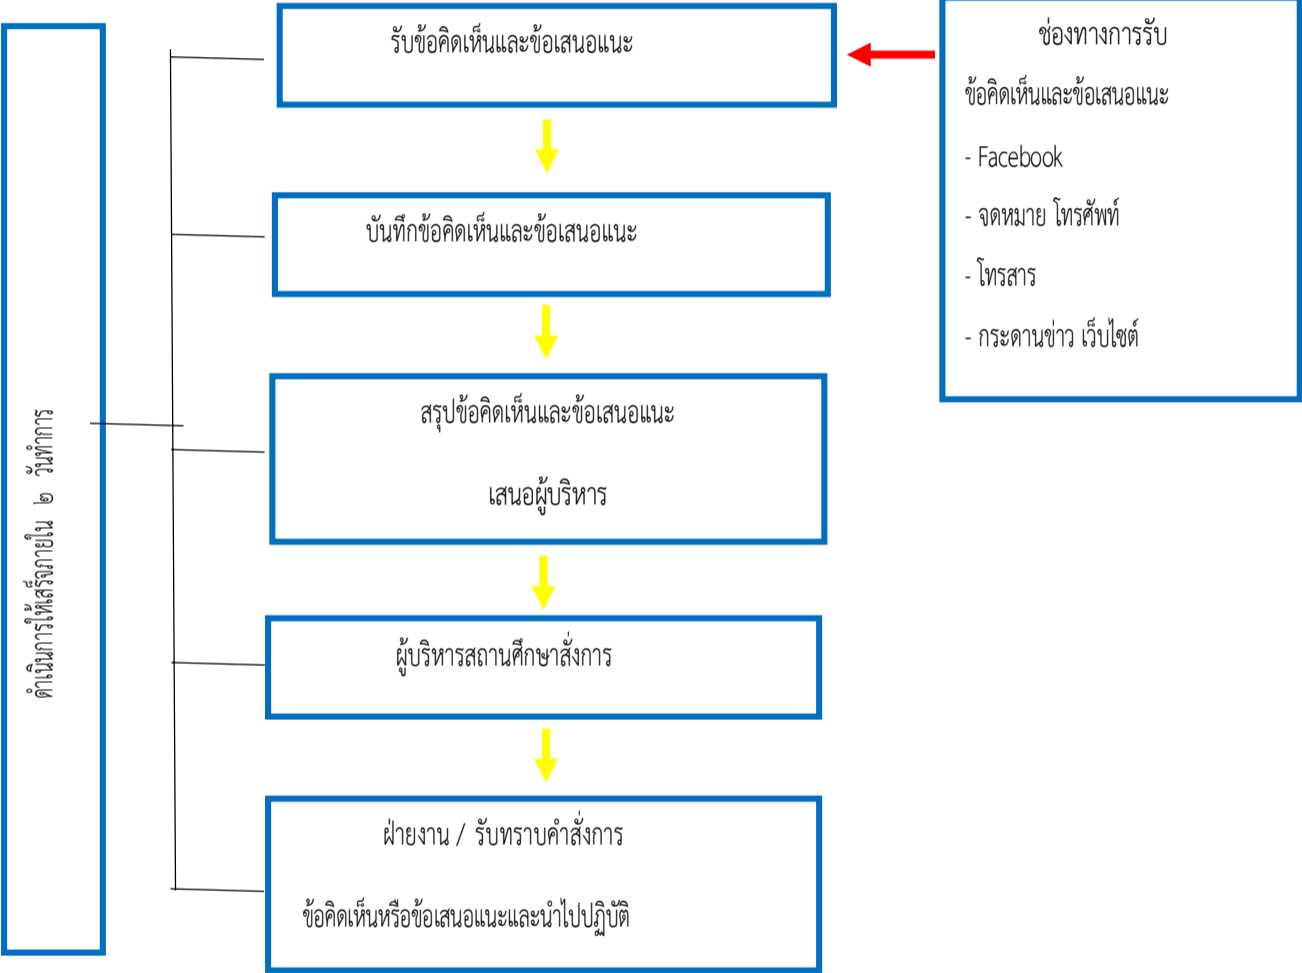 ดำเนินการให้เสร็จภายใน ๒ วันทำการ
รับข้อคิดเห็นและข้อเสนอแนะ
บันทึกข้อคิดเห็นและข้อเสนอแนะ
สรุปข้อคิดเห็นและข้อเสนอแนะ
เสนอผู้บริหาร
ผู้บริหารสถานศึกษาสั่งการ
ฝ่ายงาน / รับทราบคำสั่งการ
ข้อคิดเห็นหรือข้อเสนอแนะและนำไปปฏิบัติ
ช่องทางการรับ
ข้อคิดเห็นและข้อเสนอแนะ
- Facebook
- จดหมาย โทรศัพท์
- โทรสาร
- กระดานข่าว เว็บไซต์